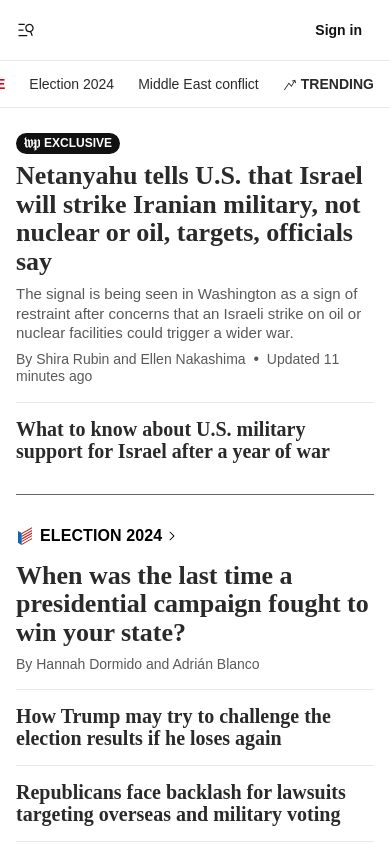 Sign in
E
Election 2024
Middle East conflict
TRENDING
wp EXCLUSIVE
Netanyahu tells U.S. that Israel
will strike Iranian military, not
nuclear or oil, targets, officials
say
The signal is being seen in Washington as a sign of
restraint after concerns that an Israeli strike on oil or
nuclear facilities could trigger a wider war.
By Shira Rubin and Ellen Nakashima • Updated 11
minutes ago
What to know about U.S. military
support for Israel after a year of war
ELECTION 2024
When was the last time a
presidential campaign fought to
win your state?
By Hannah Dormido and Adrián Blanco
How Trump may try to challenge the
election results if he loses again
Republicans face backlash for lawsuits
targeting overseas and military voting